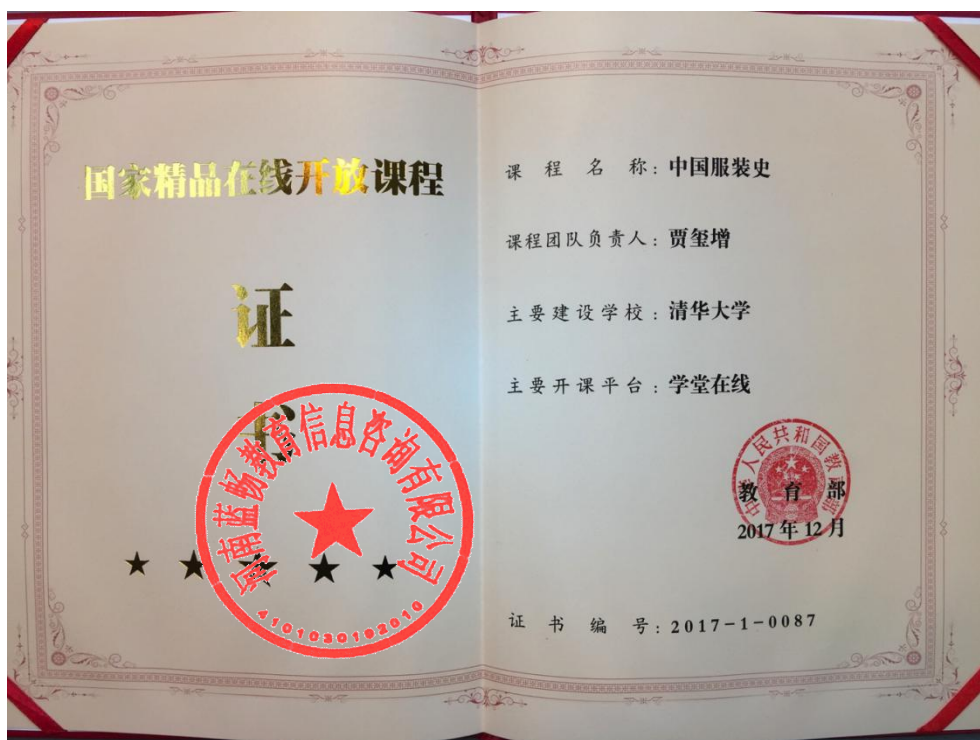 国家精品在线开放课程
证
书
河南蓝畅教育信息咨询有限公司
4101020192010
课程名称：中国服装史
课程团队负责人：贾玺增
主要建设学校：清华大学
主要开课平台：学堂在线
中华人民共和国教育部
教育部
2017年12月
证书编号：2017-1-0087